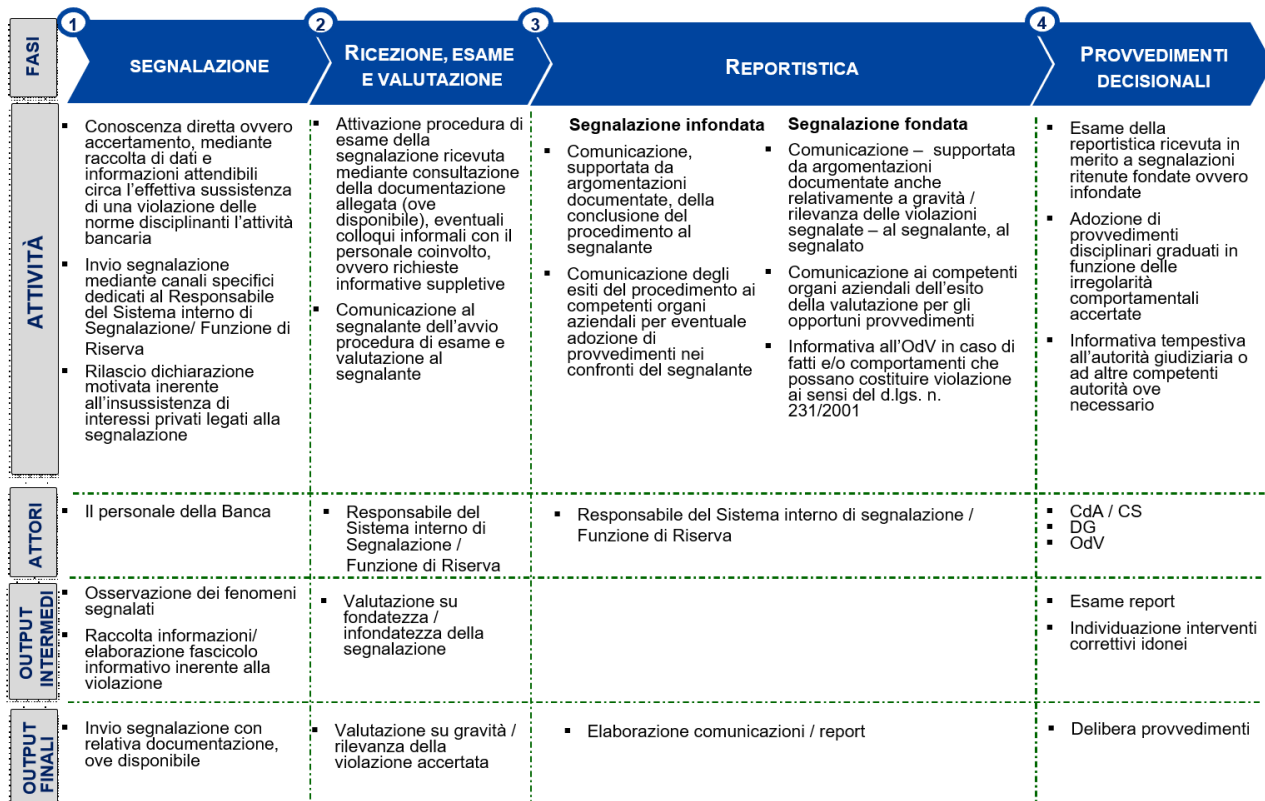 FASI
1
SEGNALAZIONE
2
RICEZIONE, ESAME
E VALUTAZIONE
3
REPORTISTICA
4
PROVVEDIMENTI
DECISIONALI
ATTIVITÀ
▪ Conoscenza diretta ovvero
accertamento, mediante
raccolta di dati e
informazioni attendibili
circa l'effettiva sussistenza
di una violazione delle
norme disciplinanti l'attività
bancaria
▪ Invio segnalazione
mediante canali specifici
dedicati al Responsabile
del Sistema interno di
Segnalazione/ Funzione di
Riserva
▪ Rilascio dichiarazione
motivata inerente
all'insussistenza di
interessi privati legati alla
segnalazione
▪ Attivazione procedura di
esame della
segnalazione ricevuta
mediante consultazione
della documentazione
allegata (ove
disponibile), eventuali
colloqui informali con il
personale coinvolto,
ovvero richieste
informative suppletive
▪ Comunicazione al
segnalante dell'avvio
procedura di esame e
valutazione al
segnalante
Segnalazione infondata
▪ Comunicazione,
supportata da
argomentazioni
documentate, della
conclusione del
procedimento al
segnalante
▪ Comunicazione degli
esiti del procedimento ai
competenti organi
aziendali per eventuale
adozione di
provvedimenti nei
confronti del segnalante
Segnalazione fondata
▪ Comunicazione – supportata
da argomentazioni
documentate anche
relativamente a gravità /
rilevanza delle violazioni
segnalate – al segnalante, al
segnalato
▪ Comunicazione ai competenti
organi aziendali dell'esito
della valutazione per gli
opportuni provvedimenti
▪ Informativa all'OdV in caso di
fatti e/o comportamenti che
possano costituire violazione
ai sensi del d.lgs. n.
231/2001
▪ Esame della
reportistica ricevuta in
merito a segnalazioni
ritenute fondate ovvero
infondate
▪ Adozione di
provvedimenti
disciplinari graduati in
funzione delle
irregolarità
comportamentali
accertate
▪ Informativa tempestiva
all'autorità giudiziaria o
ad altre competenti
autorità ove
necessario
ATTORI
▪ Il personale della Banca
▪ Responsabile del
Sistema interno di
Segnalazione /
Funzione di Riserva
▪ Responsabile del Sistema interno di segnalazione /
Funzione di Riserva
▪ CdA / CS
▪ DG
▪ OdV
OUTPUT
INTERMEDI
▪ Osservazione dei fenomeni
segnalati
▪ Raccolta informazioni/
elaborazione fascicolo
informativo inerente alla
violazione
▪ Valutazione su
fondatezza /
infondatezza della
segnalazione
▪ Esame report
▪ Individuazione interventi
correttivi idonei
OUTPUT
FINALI
▪ Invio segnalazione con
relativa documentazione,
ove disponibile
▪ Valutazione su gravità /
rilevanza della
violazione accertata
▪ Elaborazione comunicazioni / report
▪ Delibera provvedimenti